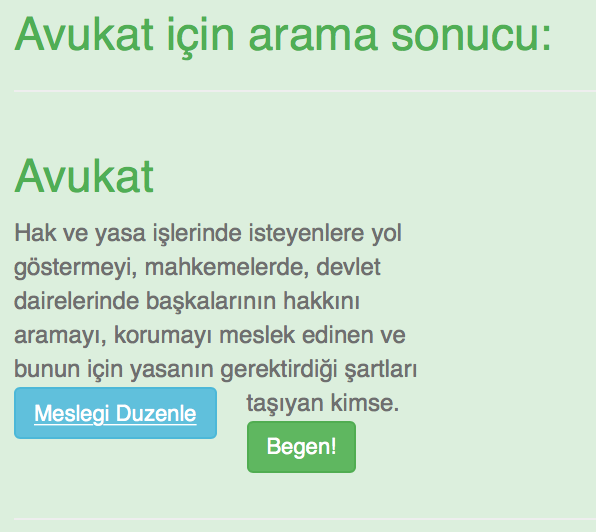 Avukat için arama sonucu:
Avukat
Hak ve yasa işlerinde isteyenlere yol
göstermeyi, mahkemelerde, devlet
dairelerinde başkalarının hakkını
aramayı, korumayı meslek edinen ve
bunun için yasanın gerektirdiği şartları
taşıyan kimse.
Meslegi Duzenle
Begen!